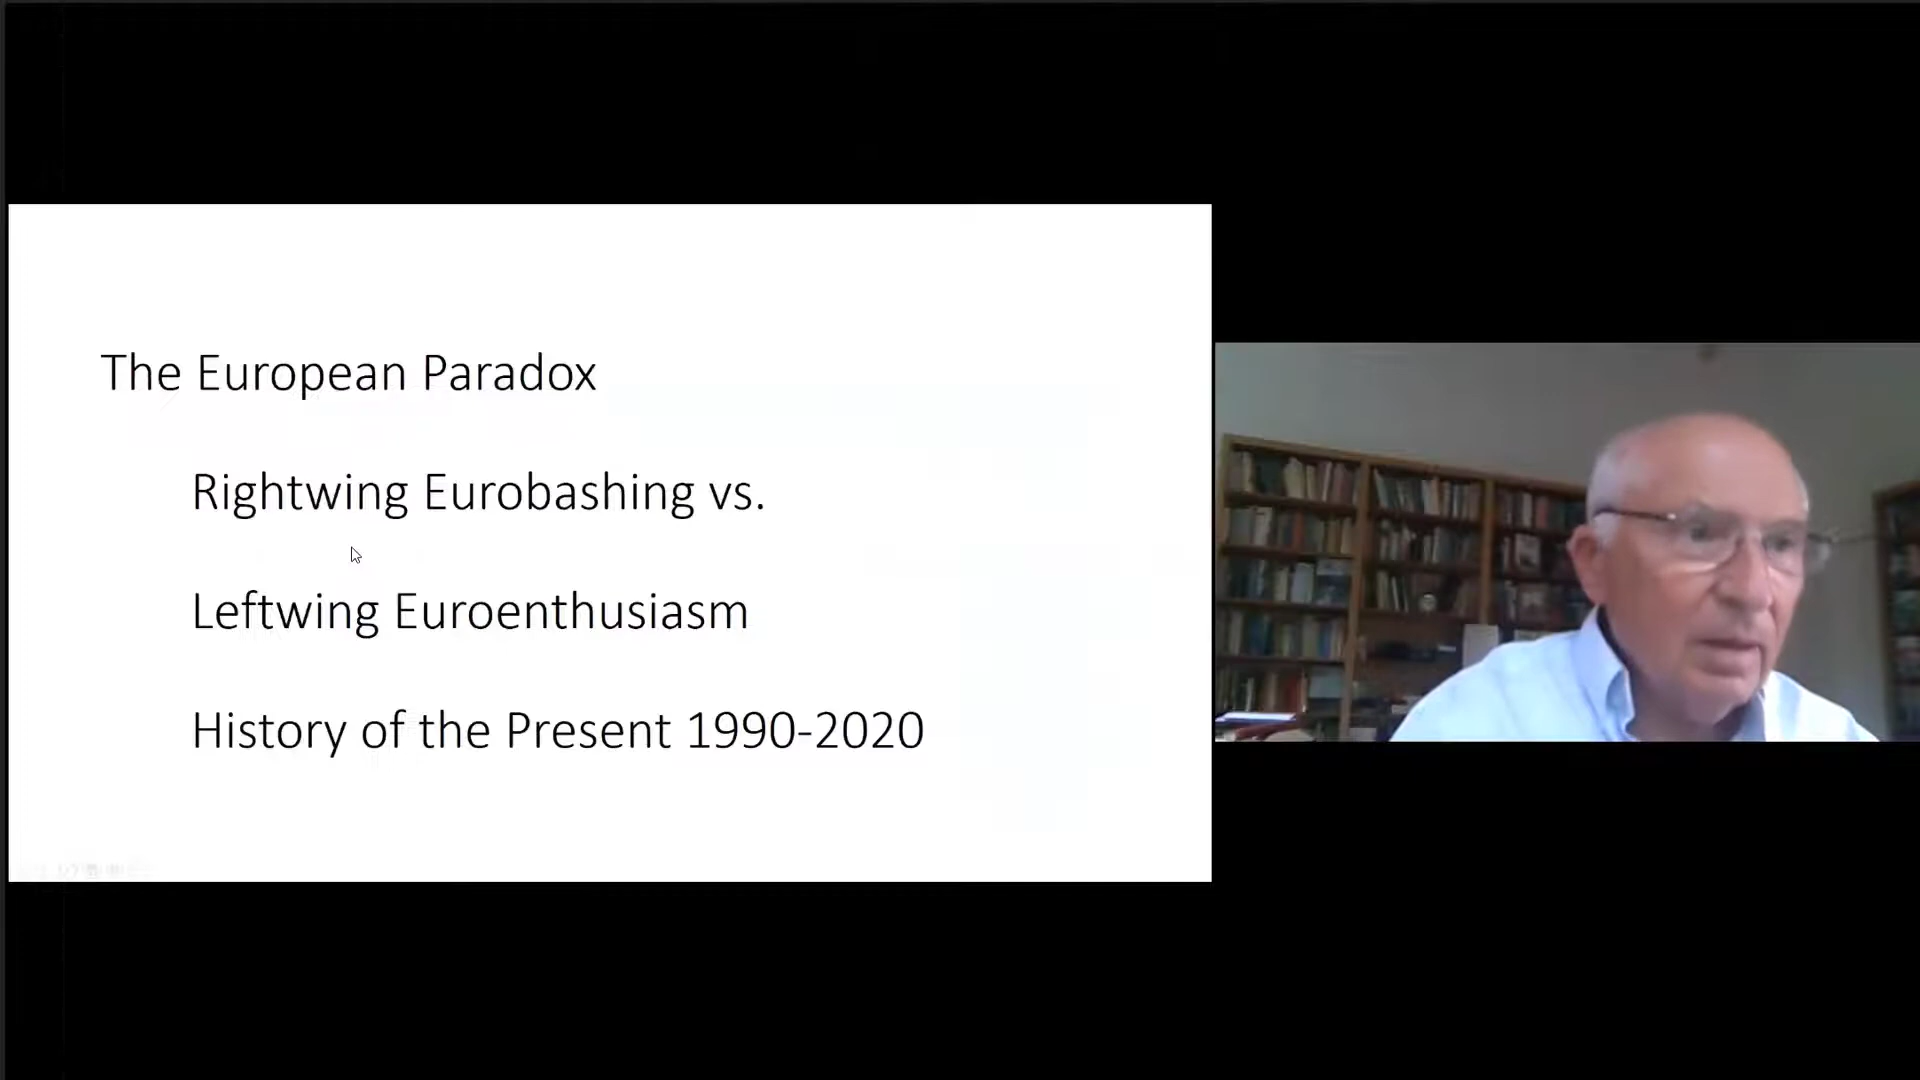 The European Paradox
Rightwing Eurobashing vs.
Leftwing Euroenthusiasm
History of the Present 1990-2020